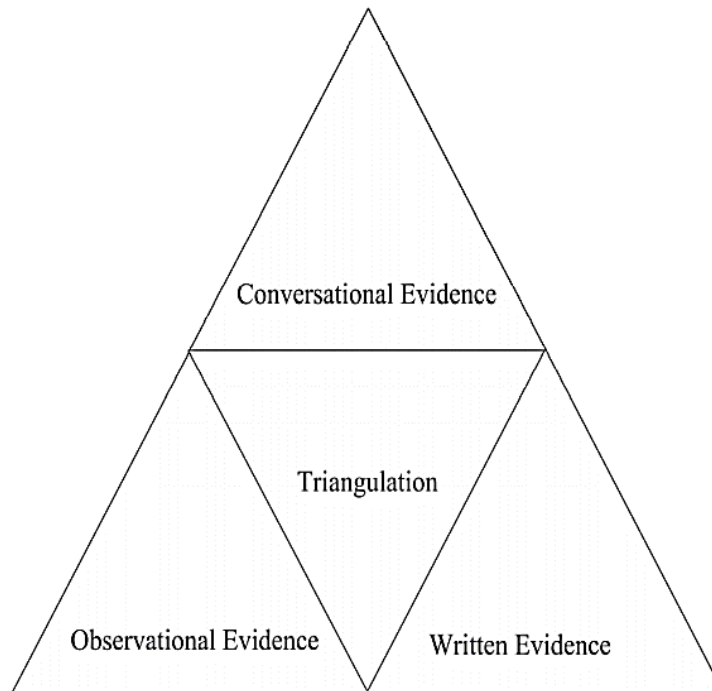 Conversational Evidence
Triangulation
Observational Evidence
Written Evidence